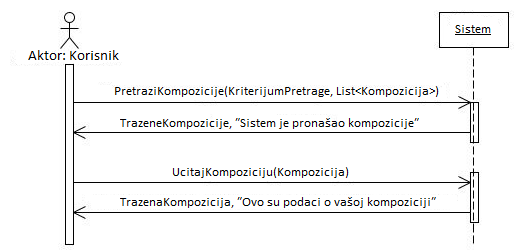 Sistem
Aktor: Korisnik
PretraziKompozicije(KriterijumPretrage, List<Kompozicija>)
TrazeneKompozicije, "Sistem je pronašao kompozicije"
UcitajKompoziciju(Kompozicija)
TrazenaKompozicija, "Ovo su podaci o vašoj kompoziciji"